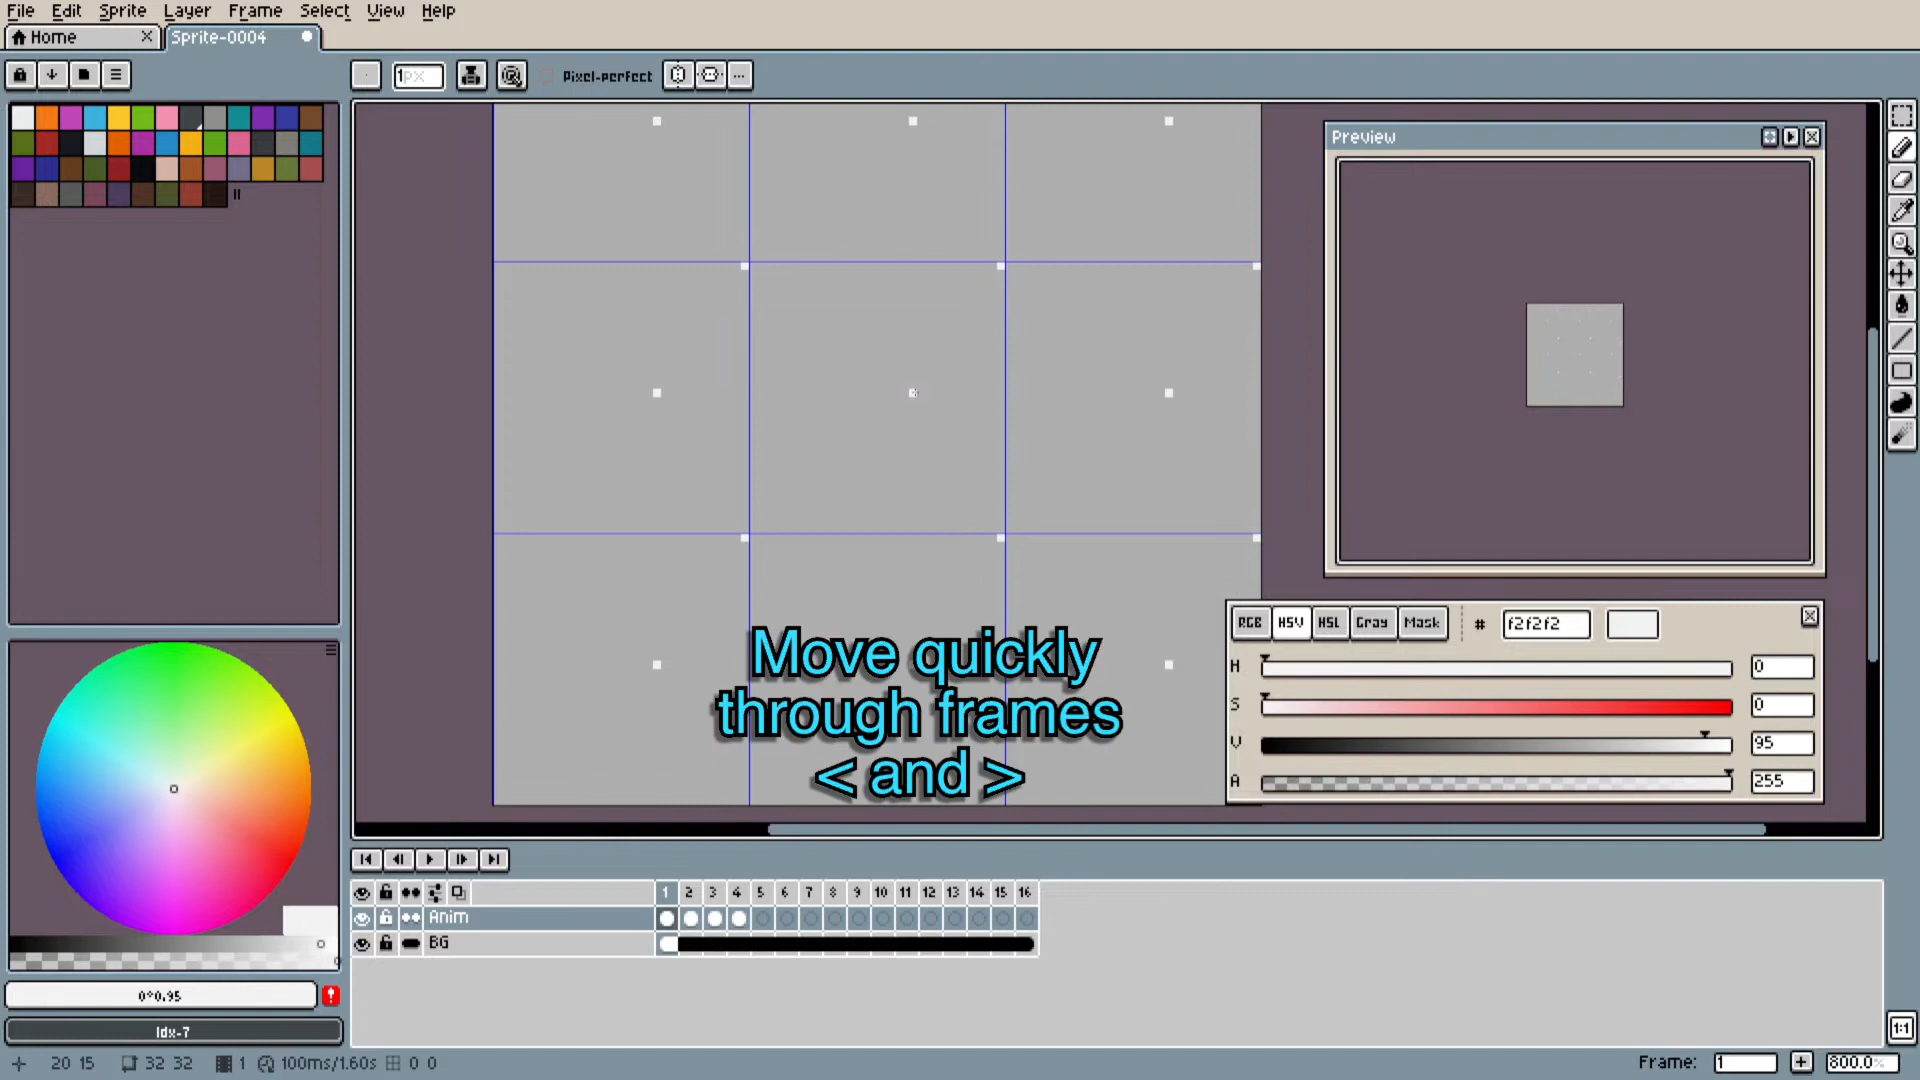 File Edit Sprite Layer Frame Select View Help
Home Sprite-0004
1px Pixel-perfect
Preview
RGB HSV HSL Gray Mask # f2f2f2
H 0
S 0
V 95
A 255
Move quickly
through frames
< and >
1 2 3 4 5 6 7 8 9 10 11 12 13 14 15 16
Anim
BG
0°0,95
Idx-7
1:1
20 15 32 32 1 100ms/1.60s 0 0 Frame: 1 + 800.0%